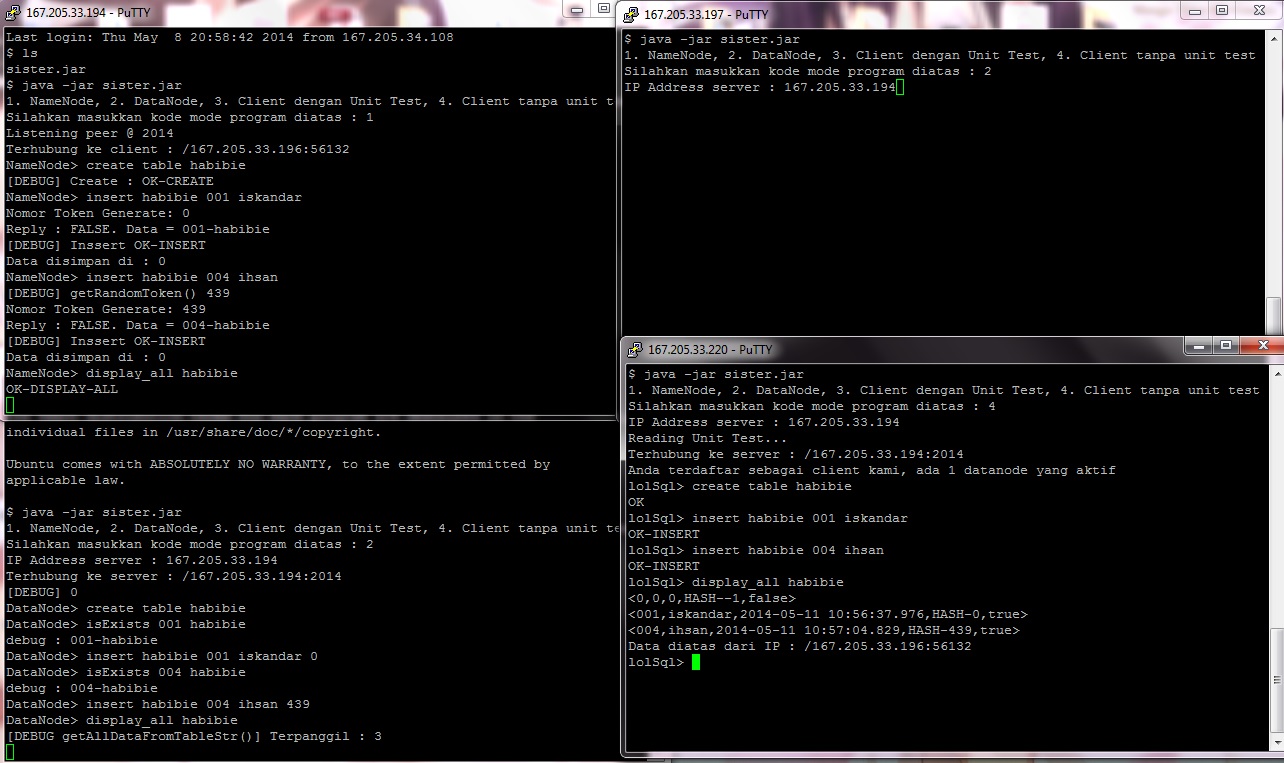 167.205.33.194 - PuTTY
Last login: Thu May  8 20:58:42 2014 from 167.205.34.108
$ ls
sister.jar
$ java -jar sister.jar
1. NameNode, 2. DataNode, 3. Client dengan Unit Test, 4. Client tanpa unit t
Silahkan masukkan kode mode program diatas : 1
Listening peer @ 2014
Terhubung ke client : /167.205.33.196:56132
NameNode> create table habibie
[DEBUG] Create : OK-CREATE
NameNode> insert habibie 001 iskandar
Nomor Token Generate: 0
Reply : FALSE. Data = 001-habibie
[DEBUG] Inssert OK-INSERT
Data disimpan di : 0
NameNode> insert habibie 004 ihsan
[DEBUG] getRandomToken() 439
Nomor Token Generate: 439
Reply : FALSE. Data = 004-habibie
[DEBUG] Inssert OK-INSERT
Data disimpan di : 0
NameNode> display_all habibie
OK-DISPLAY-ALL
individual files in /usr/share/doc/*/copyright.
Ubuntu comes with ABSOLUTELY NO WARRANTY, to the extent permitted by
applicable law.
$ java -jar sister.jar
1. NameNode, 2. DataNode, 3. Client dengan Unit Test, 4. Client tanpa unit te
Silahkan masukkan kode mode program diatas : 2
IP Address server : 167.205.33.194
Terhubung ke server : /167.205.33.194:2014
[DEBUG] 0
DataNode> create table habibie
DataNode> isExists 001 habibie
debug : 001-habibie
DataNode> insert habibie 001 iskandar 0
DataNode> isExists 004 habibie
debug : 004-habibie
DataNode> insert habibie 004 ihsan 439
DataNode> display_all habibie
[DEBUG getAllDataFromTableStr()] Terpanggil : 3
167.205.33.197 - PuTTY
$ java -jar sister.jar
1. NameNode, 2. DataNode, 3. Client dengan Unit Test, 4. Client tanpa unit test
Silahkan masukkan kode mode program diatas : 2
IP Address server : 167.205.33.194
167.205.33.220 - PuTTY
$ java -jar sister.jar
1. NameNode, 2. DataNode, 3. Client dengan Unit Test, 4. Client tanpa unit test
Silahkan masukkan kode mode program diatas : 4
IP Address server : 167.205.33.194
Reading Unit Test...
Terhubung ke server : /167.205.33.194:2014
Anda terdaftar sebagai client kami, ada 1 datanode yang aktif
lolSql> create table habibie
OK
lolSql> insert habibie 001 iskandar
OK-INSERT
lolSql> insert habibie 004 ihsan
OK-INSERT
lolSql> display_all habibie
<0,0,0,HASH--1,false>
<001,iskandar,2014-05-11 10:56:37.976,HASH-0,true>
<004,ihsan,2014-05-11 10:57:04.829,HASH-439,true>
Data diatas dari IP : /167.205.33.196:56132
lolSql>